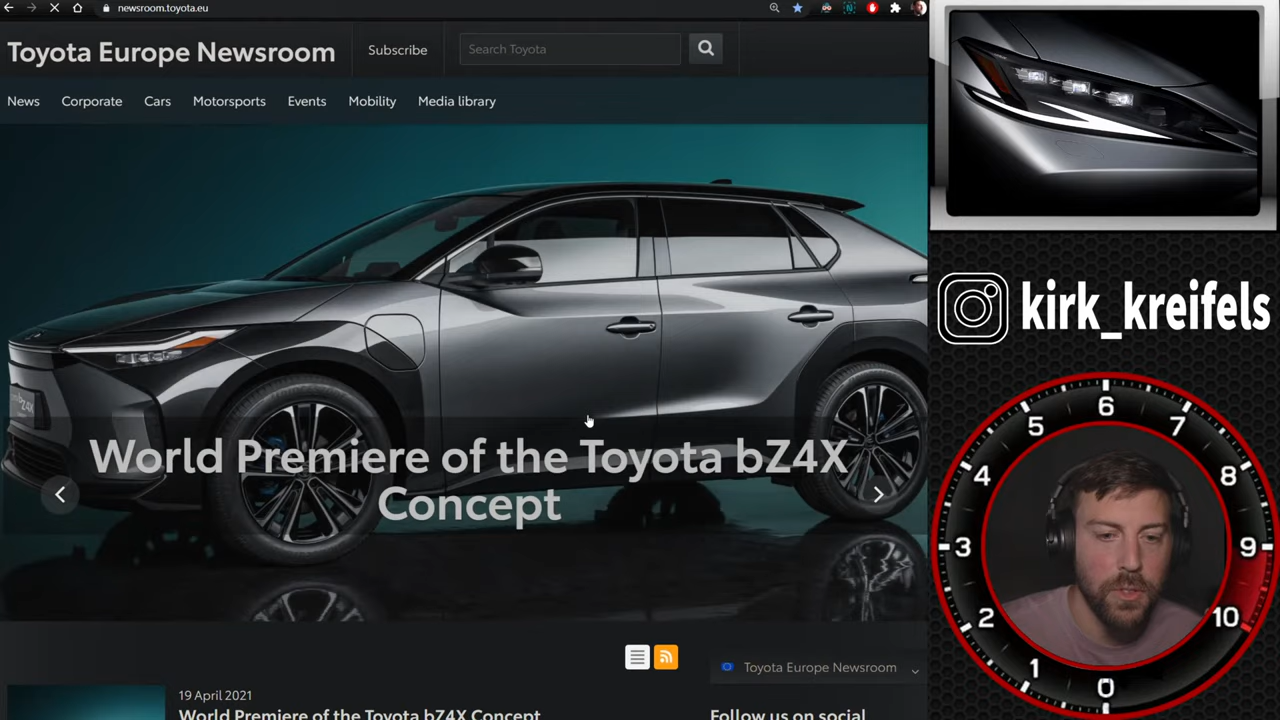 newsroom.toyota.eu
Toyota Europe Newsroom
Subscribe
Search Toyota
News
Corporate
Cars
Motorsports
Events
Mobility
Media library
World Premiere of the Toyota bZ4X
Concept
Toyota Europe Newsroom
19 April 2021
World Premiere of the Toyota bZ4X Concept
Follow us on social
kirk_kreifels
0
1
2
3
4
5
6
7
8
9
10